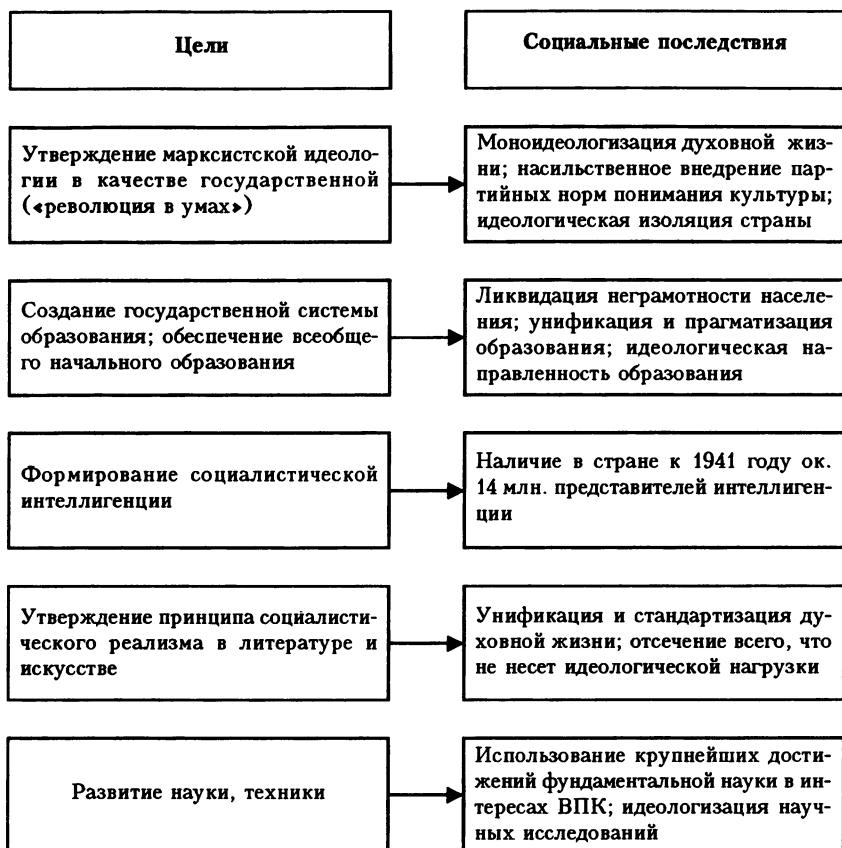 Цели
Социальные последствия
Утверждение марксистской идеоло-
гии в качестве государственной
(«революция в умах»)
Моноидеологизация духовной жиз-
ни; насильственное внедрение пар-
тийных норм понимания культуры;
идеологическая изоляция страны
Создание государственной системы
образования; обеспечение всеобще-
го начального образования
Ликвидация неграмотности населе-
ния; унификация и прагматизация
образования; идеологическая на-
правленность образования
Формирование социалистической
интеллигенции
Наличие в стране к 1941 году ок.
14 млн. представителей интеллиген-
ции
Утверждение принципа социалисти-
ческого реализма в литературе и
искусстве
Унификация и стандартизация ду-
ховной жизни; отсечение всего, что
не несет идеологической нагрузки
Развитие науки, техники
Использование крупнейших дости-
жений фундаментальной науки в ин-
тересах ВПК; идеологизация науч-
ных исследований